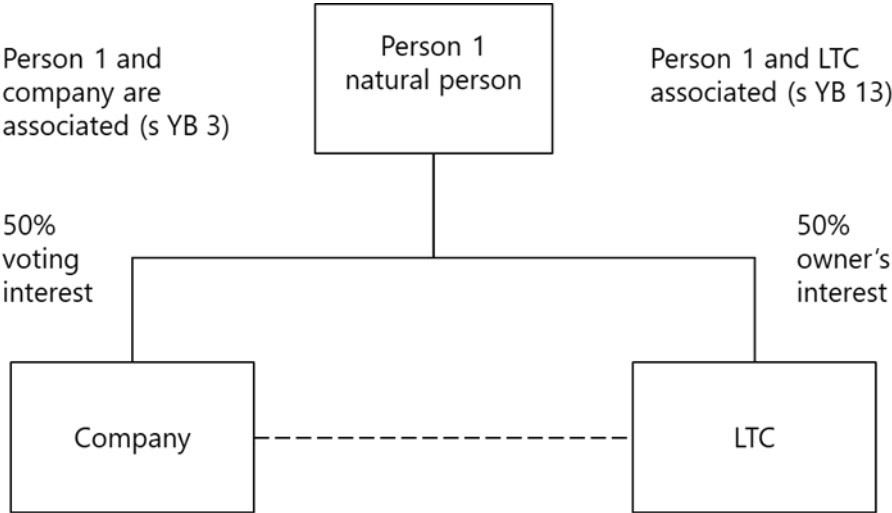 Person 1
natural person
Person 1 and
company are
associated (s YB 3)
Person 1 and LTC
associated (s YB 13)
50%
voting
interest
50%
owner's
interest
Company
LTC